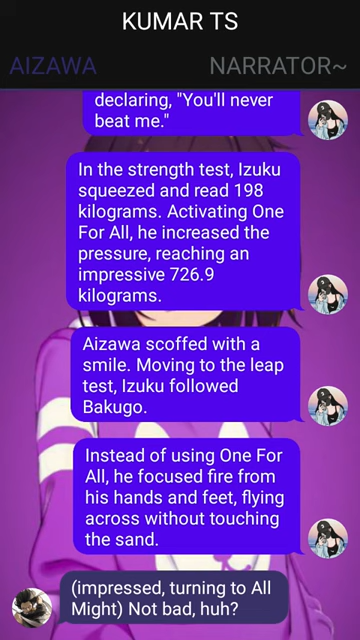 KUMAR TS
AIZAWA
NARRATOR~
declaring, "You'll never
beat me."
In the strength test, Izuku
squeezed and read 198
kilograms. Activating One
For All, he increased the
pressure, reaching an
impressive 726.9
kilograms.
Aizawa scoffed with a
smile. Moving to the leap
test, Izuku followed
Bakugo.
Instead of using One For
All, he focused fire from
his hands and feet, flying
across without touching
the sand.
(impressed, turning to All
Might) Not bad, huh?